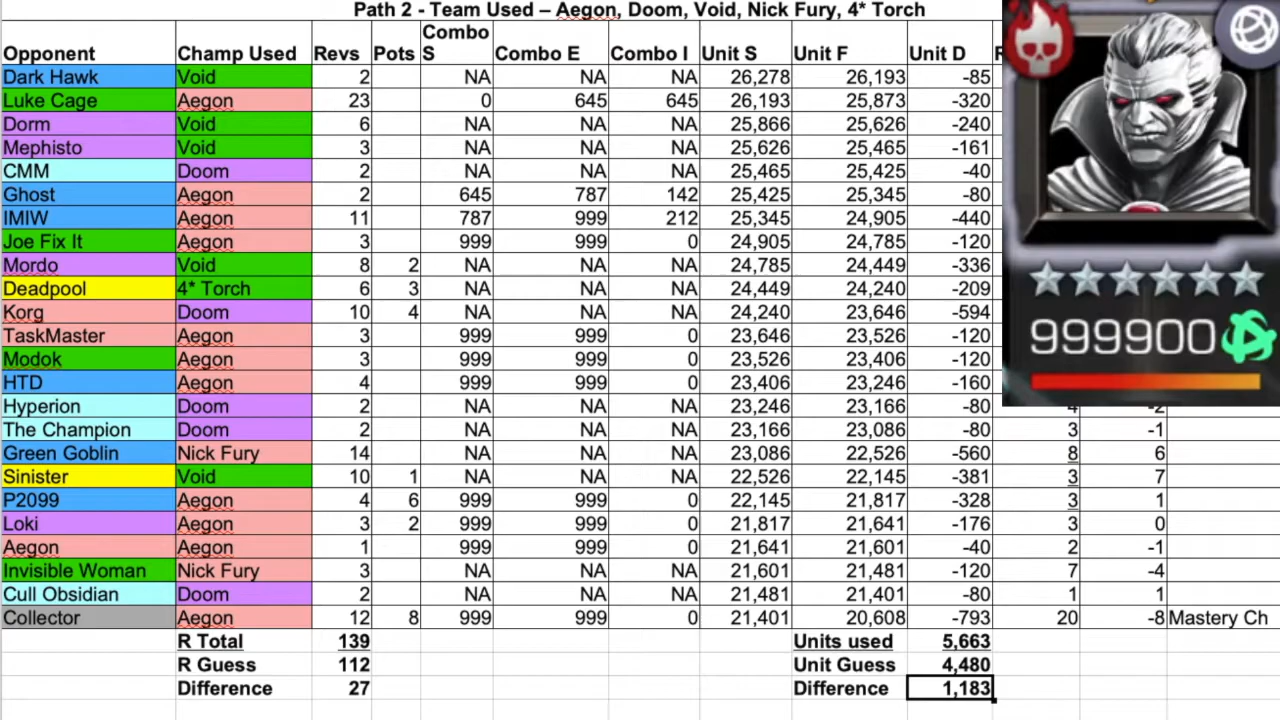 Path 2 - Team Used – Aegon, Doom, Void, Nick Fury, 4* Torch
Opponent Champ Used Revs Pots Combo S Combo E Combo I Unit S Unit F Unit D R
Dark Hawk Void 2 NA NA NA 26,278 26,193 -85
Luke Cage Aegon 23 0 645 645 26,193 25,873 -320
Dorm Void 6 NA NA NA 25,866 25,626 -240
Mephisto Void 3 NA NA NA 25,626 25,465 -161
CMM Doom 2 NA NA NA 25,465 25,425 -40
Ghost Aegon 2 645 787 142 25,425 25,345 -80
IMIW Aegon 11 787 999 212 25,345 24,905 -440
Joe Fix It Aegon 3 999 999 0 24,905 24,785 -120
Mordo Void 8 2 NA NA NA 24,785 24,449 -336
Deadpool 4* Torch 6 3 NA NA NA 24,449 24,240 -209
Korg Doom 10 4 NA NA NA 24,240 23,646 -594
TaskMaster Aegon 3 999 999 0 23,646 23,526 -120
Modok Aegon 3 999 999 0 23,526 23,406 -120
HTD Aegon 4 999 999 0 23,406 23,246 -160
Hyperion Doom 2 NA NA NA 23,246 23,166 -80 4 -2
The Champion Doom 2 NA NA NA 23,166 23,086 -80 3 -1
Green Goblin Nick Fury 14 NA NA NA 23,086 22,526 -560 8 6
Sinister Void 10 1 NA NA NA 22,526 22,145 -381 3 7
P2099 Aegon 4 6 999 999 0 22,145 21,817 -328 3 1
Loki Aegon 3 2 999 999 0 21,817 21,641 -176 3 0
Aegon Aegon 1 999 999 0 21,641 21,601 -40 2 -1
Invisible Woman Nick Fury 3 NA NA NA 21,601 21,481 -120 7 -4
Cull Obsidian Doom 2 NA NA NA 21,481 21,401 -80 1 1
Collector Aegon 12 8 999 999 0 21,401 20,608 -793 20 -8 Mastery Ch
R Total 139 Units used 5,663
R Guess 112 Unit Guess 4,480
Difference 27 Difference 1,183
999900